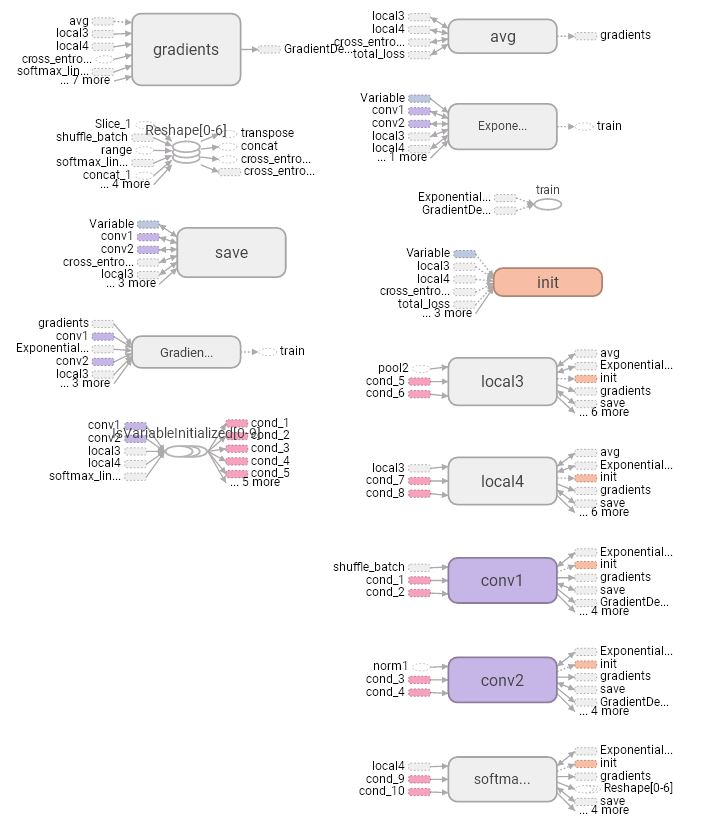 avg
local3
local4
cross_entro...
softmax_lin...
... 7 more
gradients
GradientDe...
local3
local4
cross_entro...
total_loss
avg
gradients
Slice_1
shuffle_batch
range
softmax_lin...
concat_1
... 4 more
Reshape[0-6]
transpose
concat
cross_entro...
cross_entro...
Variable
conv1
conv2
local3
local4
... 1 more
Expone...
train
Exponential...
GradientDe...
train
Variable
conv1
conv2
cross_entro...
local3
... 3 more
save
Variable
local3
local4
cross_entro...
total_loss
... 3 more
init
gradients
conv1
Exponential...
conv2
local3
... 3 more
Gradien...
train
pool2
cond_5
cond_6
local3
avg
Exponential...
init
gradients
save
... 6 more
conv1
conv2
local3
local4
softmax_lin...
IsVariableInitialized[0-9]
cond_1
cond_2
cond_3
cond_4
cond_5
... 5 more
local3
cond_7
cond_8
local4
avg
Exponential...
init
gradients
save
... 6 more
shuffle_batch
cond_1
cond_2
conv1
Exponential...
init
gradients
save
GradientDe...
... 4 more
norm1
cond_3
cond_4
conv2
Exponential...
init
gradients
save
GradientDe...
... 4 more
local4
cond_9
cond_10
softma...
Exponential...
init
gradients
Reshape[0-6]
save
... 4 more